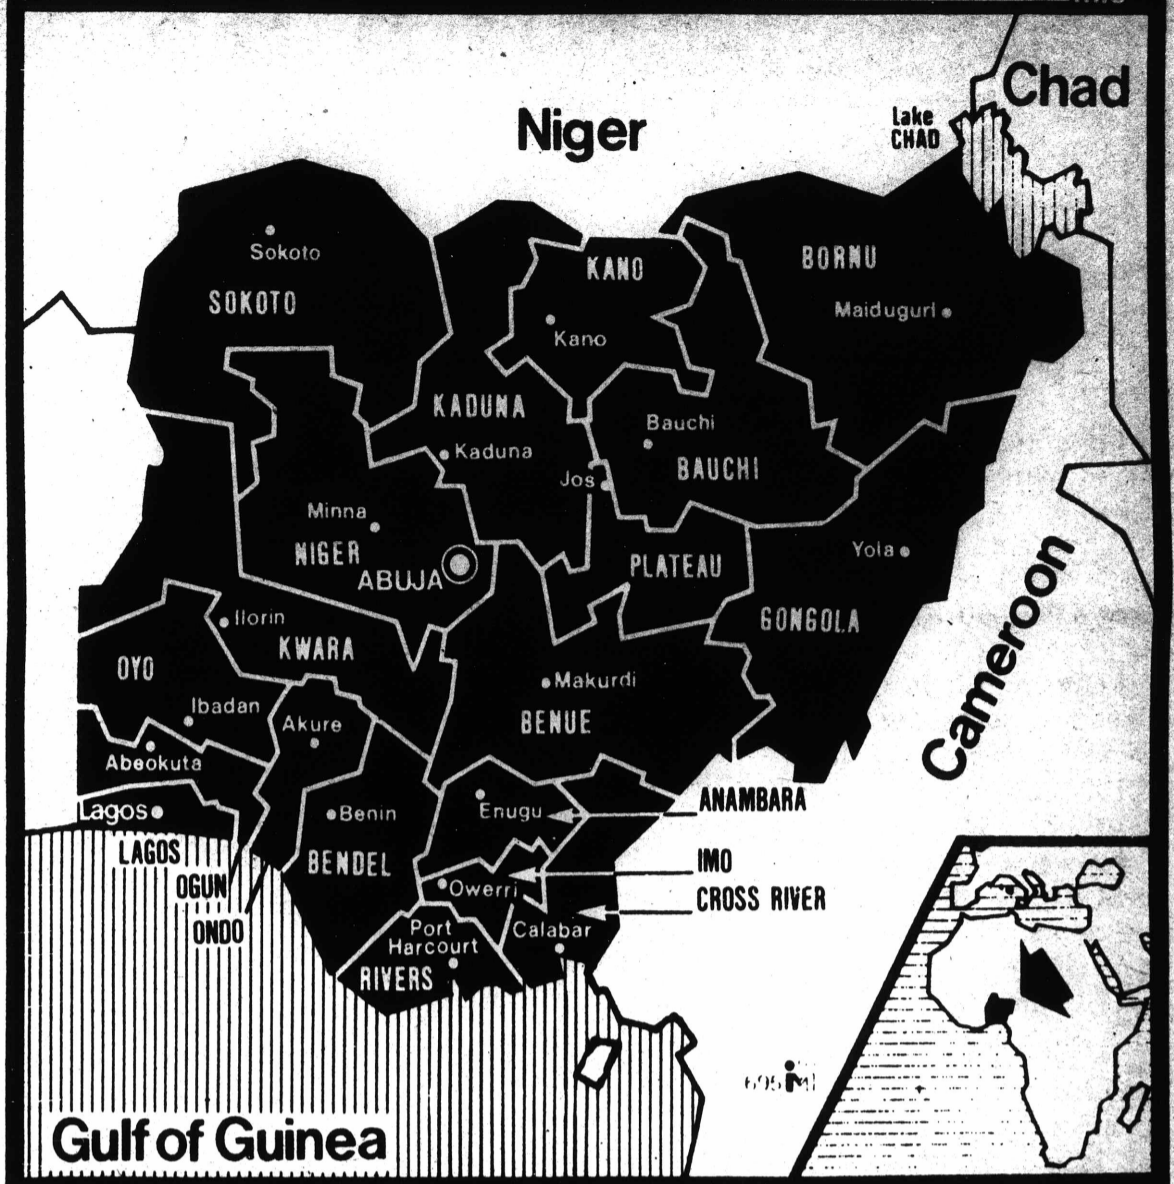 Chad
Niger
Lake
CHAD
Sokoto
SOKOTO
KANO
Kano
BORNU
Maiduguri
KADUNA
Kaduna
Bauchi
BAUCHI
Jos
Minna
NIGER
ABUJA
PLATEAU
Yola
GONGOLA
Cameroon
Ilorin
KWARA
OYO
Ibadan
Makurdi
BENUE
Akure
Abeokuta
Lagos
LAGOS
OGUN
ONDO
Benin
BENDEL
Enugu
ANAMBARA
IMO
CROSS RIVER
Owerri
Port
Harcourt
RIVERS
Calabar
Gulf of Guinea